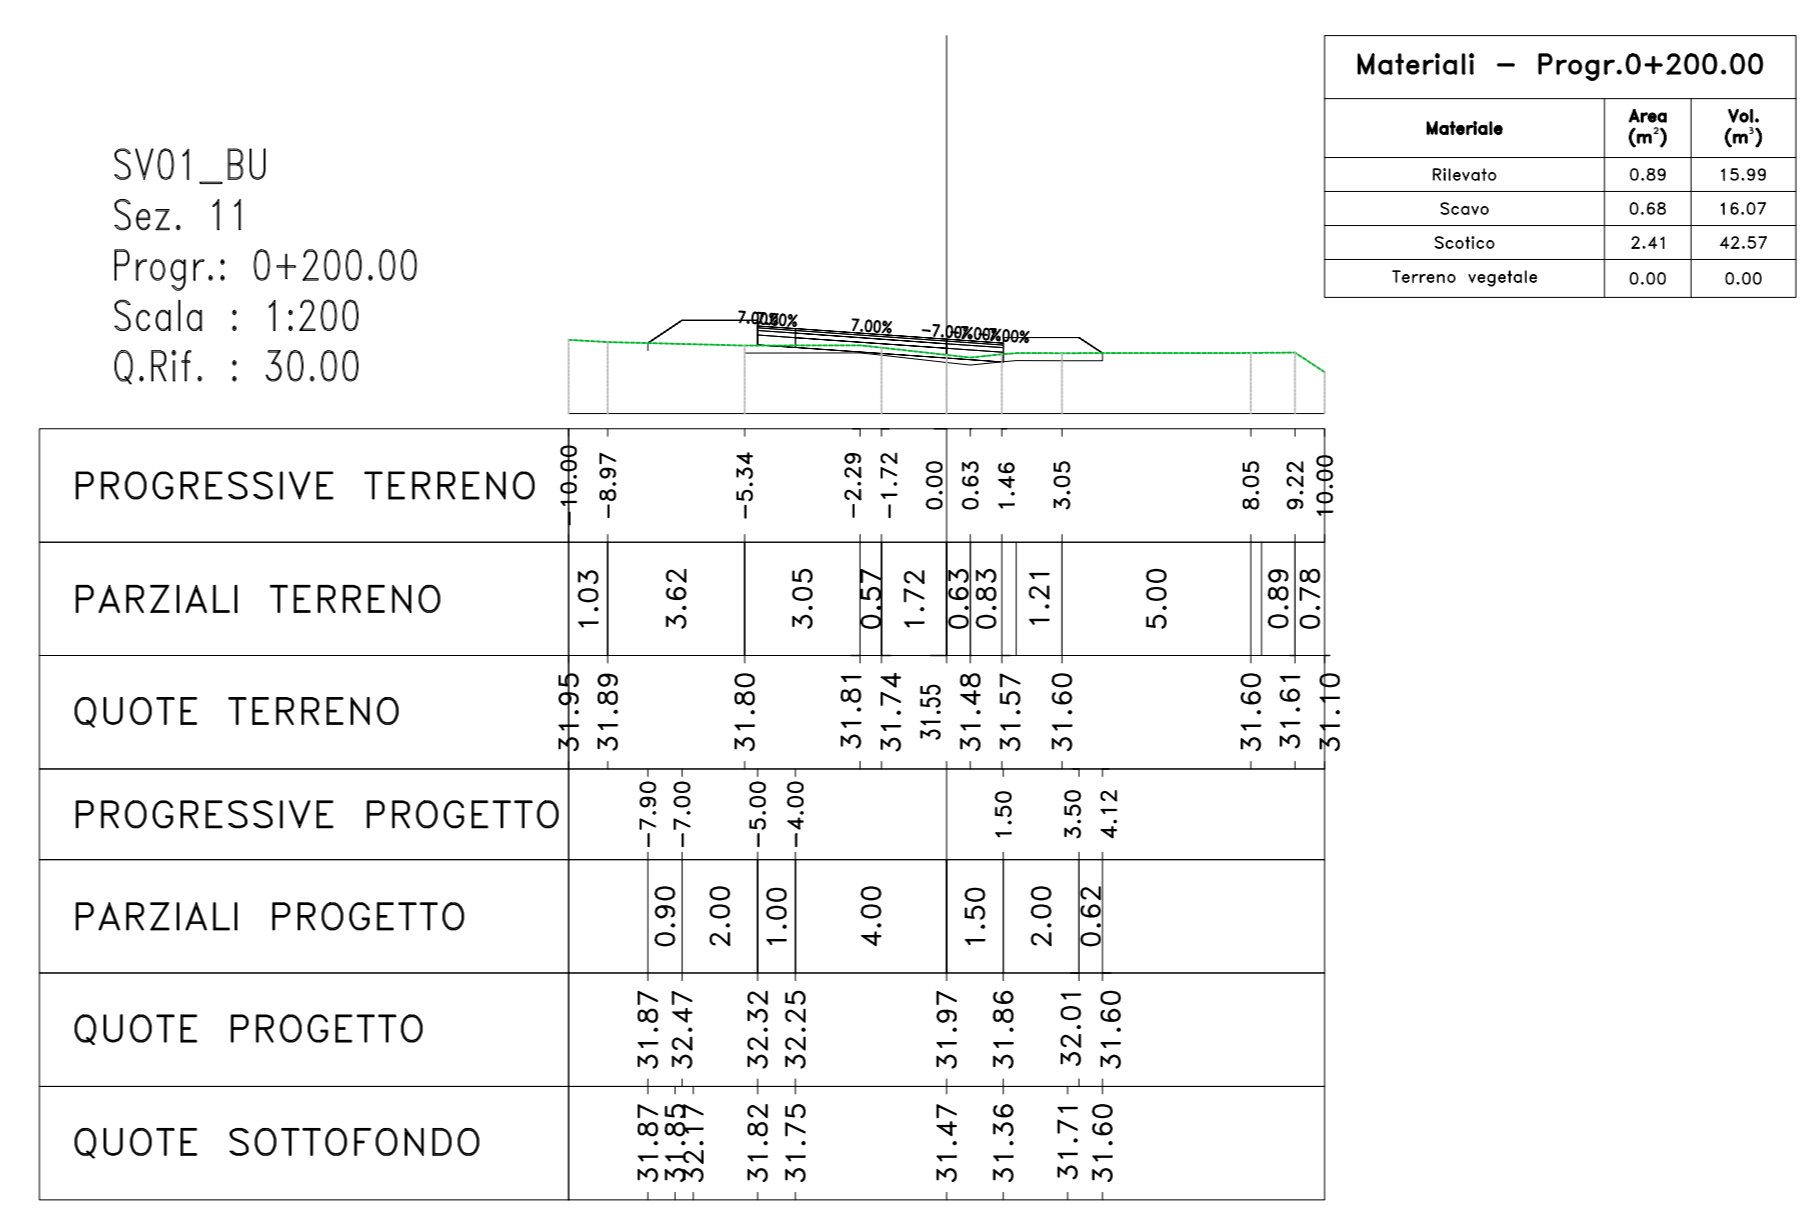 Materiali - Progr.0+200.00
Materiale Area (m²) Vol. (m³)
Rilevato 0.89 15.99
Scavo 0.68 16.07
Scotico 2.41 42.57
Terreno vegetale 0.00 0.00
SV01_BU
Sez. 11
Progr.: 0+200.00
Scala : 1:200
Q.Rif. : 30.00
7.00% 7.00% 7.00% -7.00% -7.00% -7.00%
PROGRESSIVE TERRENO -10.00 -8.97 -5.34 -2.29 -1.72 0.00 0.63 1.46 3.05 8.05 9.22 10.00
PARZIALI TERRENO 1.03 3.62 3.05 0.57 1.72 0.63 0.83 1.21 5.00 0.89 0.78
QUOTE TERRENO 31.95 31.89 31.80 31.81 31.74 31.55 31.48 31.57 31.60 31.60 31.61 31.10
PROGRESSIVE PROGETTO -7.90 -7.00 -5.00 -4.00 1.50 3.50 4.12
PARZIALI PROGETTO 0.90 2.00 1.00 4.00 1.50 2.00 0.62
QUOTE PROGETTO 31.87 32.47 32.32 32.25 31.97 31.86 32.01 31.60
QUOTE SOTTOFONDO 31.87 31.85 32.17 31.82 31.75 31.47 31.36 31.71 31.60